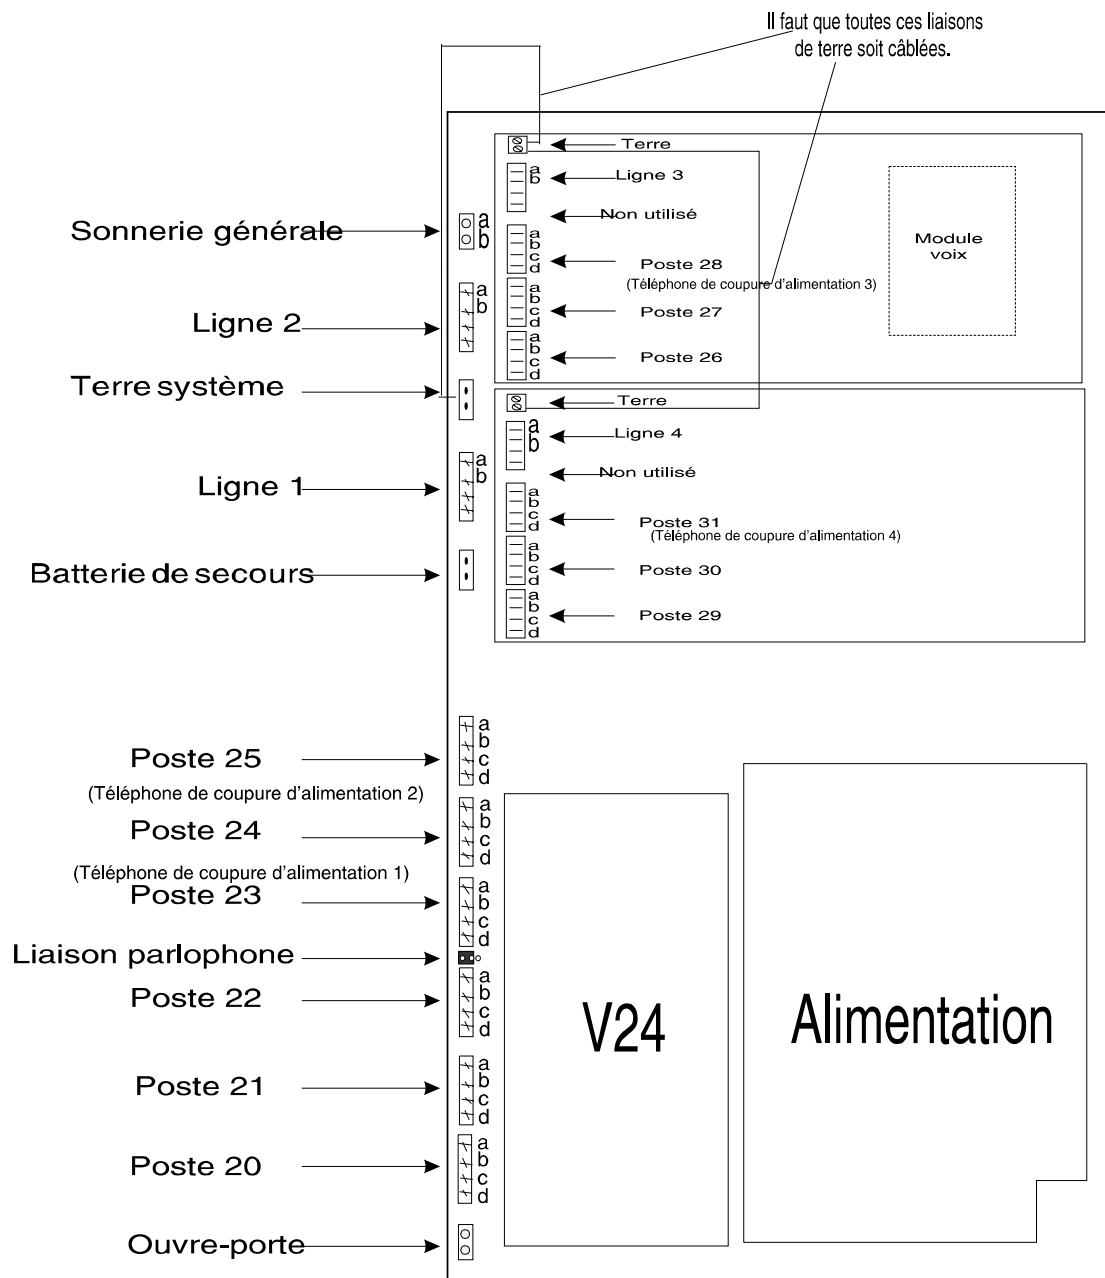 Il faut que toutes ces liaisons
de terre soit câblées.
Terre
a
b
Ligne 3
Non utilisé
a
b
c
d
Poste 28
(Téléphone de coupure d'alimentation 3)
a
b
c
d
Poste 27
a
b
c
d
Poste 26
Module
voix
Sonnerie générale
a
b
Ligne 2
a
b
Terre système
Ligne 1
a
b
Batterie de secours
Terre
a
b
Ligne 4
Non utilisé
a
b
c
d
Poste 31
(Téléphone de coupure d'alimentation 4)
a
b
c
d
Poste 30
a
b
c
d
Poste 29
Poste 25
a
b
c
d
(Téléphone de coupure d'alimentation 2)
Poste 24
a
b
c
d
(Téléphone de coupure d'alimentation 1)
Poste 23
a
b
c
d
Liaison parlophone
Poste 22
a
b
c
d
Poste 21
a
b
c
d
Poste 20
a
b
c
d
Ouvre-porte
V24
Alimentation